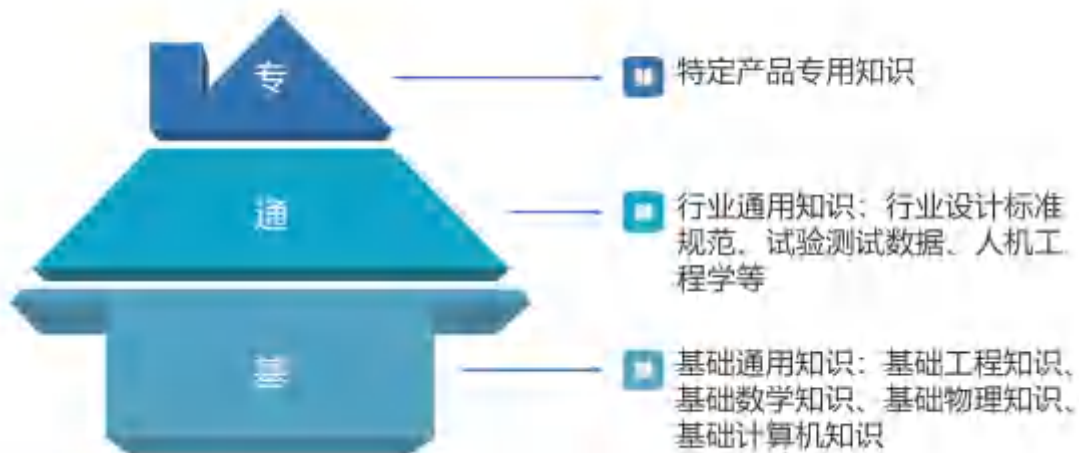 专
特定产品专用知识
通
行业通用知识：行业设计标准
规范、试验测试数据、人机工
程学等
基
基础通用知识：基础工程知识、
基础数学知识、基础物理知识、
基础计算机知识